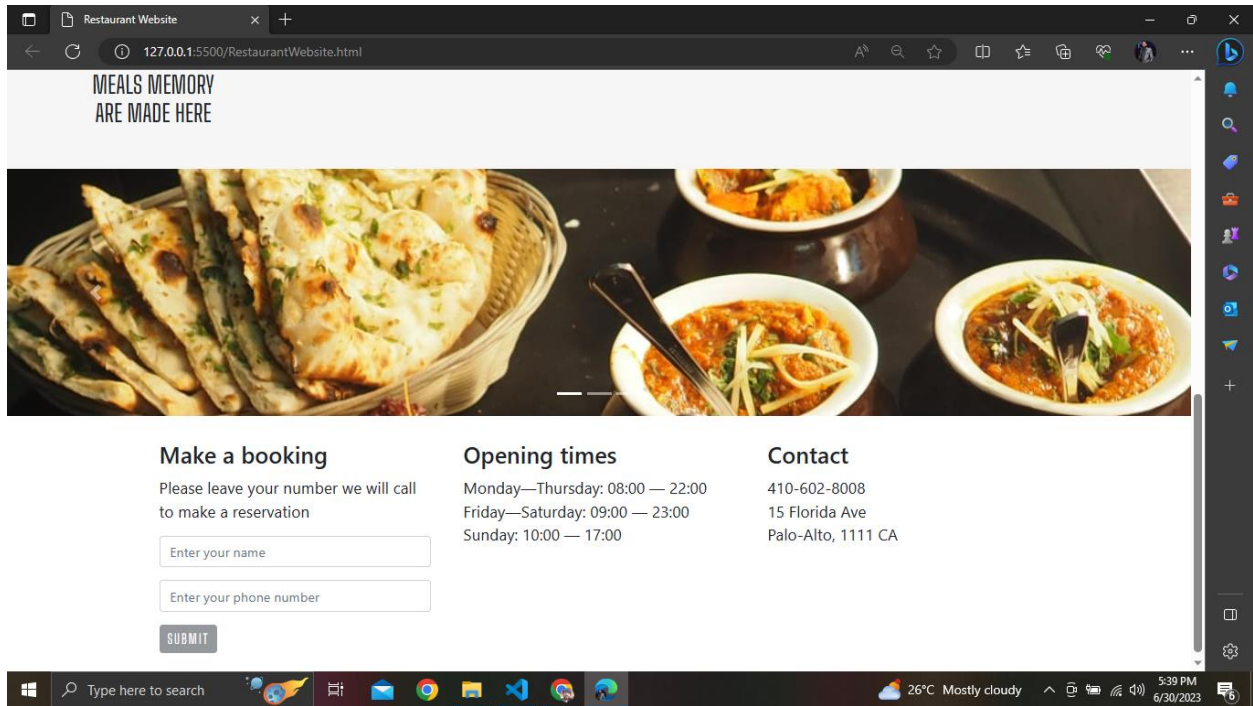 Restaurant Website
127.0.0.1:5500/RestaurantWebsite.html
MEALS MEMORY
ARE MADE HERE
Make a booking
Please leave your number we will call
to make a reservation
Enter your name
Enter your phone number
SUBMIT
Opening times
Monday—Thursday: 08:00 — 22:00
Friday—Saturday: 09:00 — 23:00
Sunday: 10:00 — 17:00
Contact
410-602-8008
15 Florida Ave
Palo-Alto, 1111 CA
Type here to search
26°C Mostly cloudy
5:39 PM
6/30/2023
6